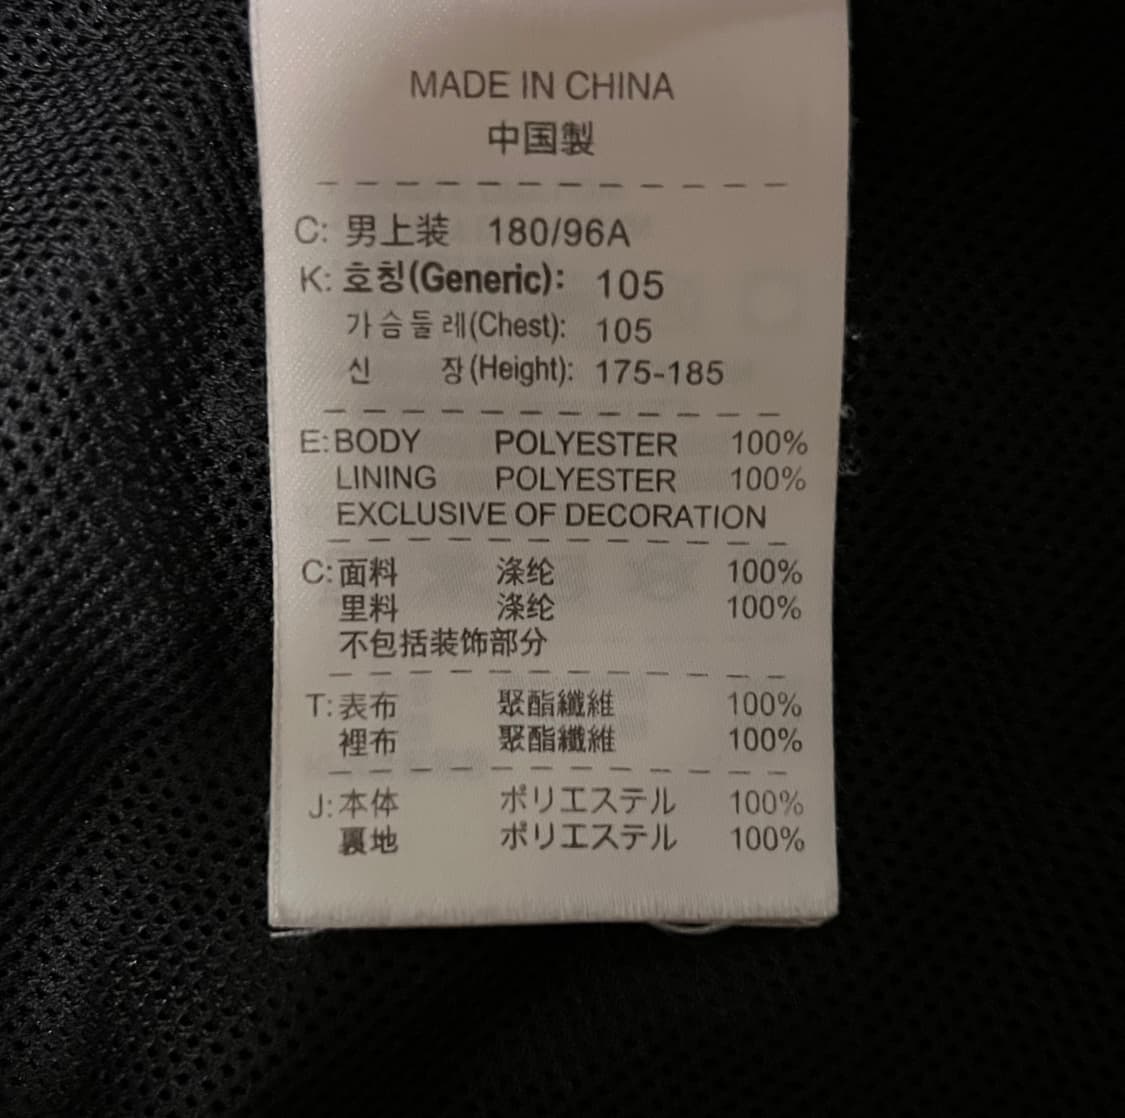 MADE IN CHINA
中国製
C: 男上装 180/96A
K: 호칭(Generic): 105
가슴둘레(Chest): 105
신 장(Height): 175-185
E: BODY POLYESTER 100%
LINING POLYESTER 100%
EXCLUSIVE OF DECORATION
C: 面料 涤纶 100%
里料 涤纶 100%
不包括装饰部分
T: 表布 聚酯纖維 100%
裡布 聚酯纖維 100%
J: 本体 ポリエステル 100%
裏地 ポリエステル 100%